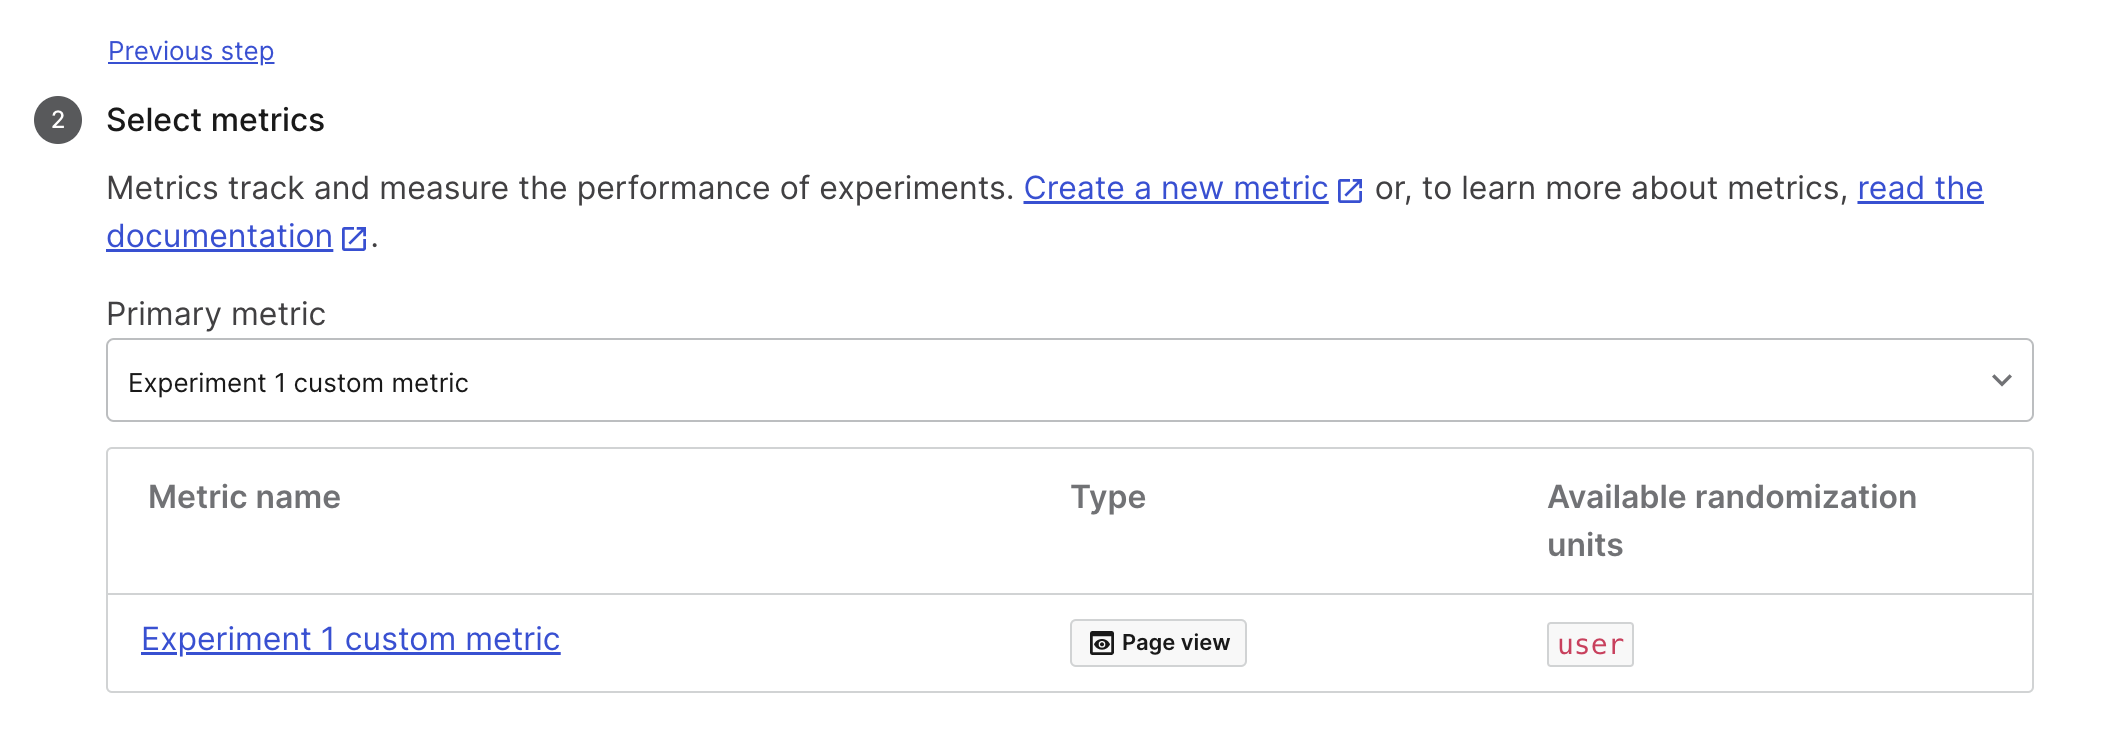 Previous step
2
Select metrics
Metrics track and measure the performance of experiments. Create a new metric or, to learn more about metrics, read the
documentation .
Primary metric
Experiment 1 custom metric
Metric name Type Available randomization
units
Experiment 1 custom metric Page view user